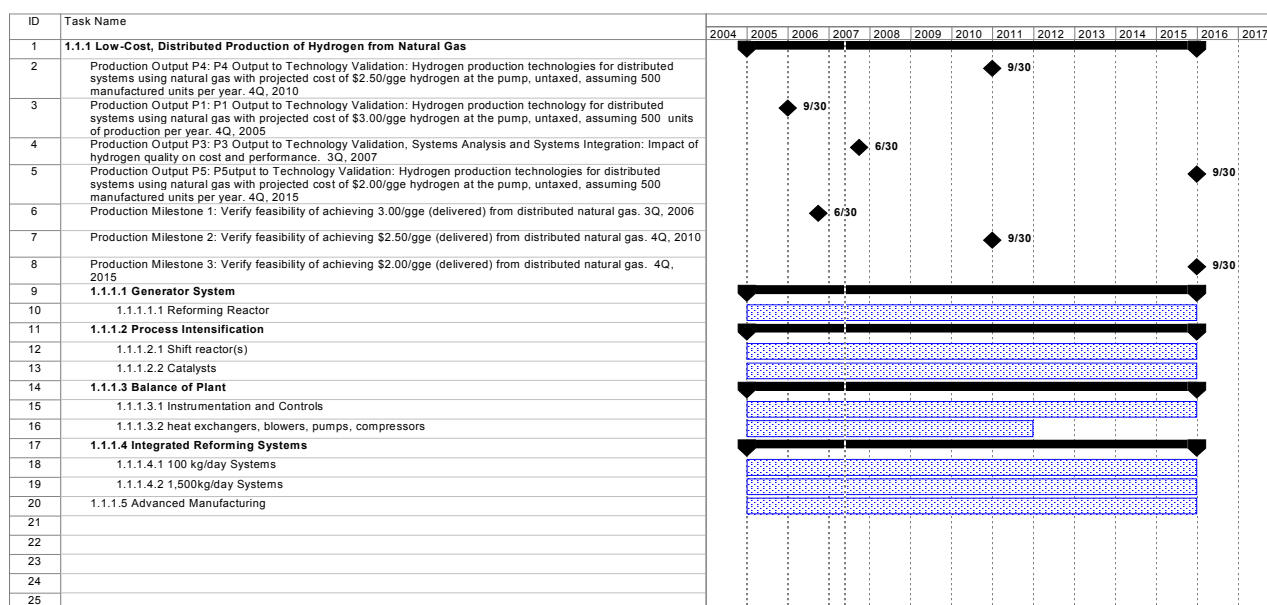 ID Task Name
2004 2005 2006 2007 2008 2009 2010 2011 2012 2013 2014 2015 2016 2017
1 1.1.1 Low-Cost, Distributed Production of Hydrogen from Natural Gas
2 Production Output P4: P4 Output to Technology Validation: Hydrogen production technologies for distributed
systems using natural gas with projected cost of $2.50/gge hydrogen at the pump, untaxed, assuming 500
manufactured units per year. 4Q, 2010
9/30
3 Production Output P1: P1 Output to Technology Validation: Hydrogen production technology for distributed
systems using natural gas with projected cost of $3.00/gge hydrogen at the pump, untaxed, assuming 500 units
of production per year. 4Q, 2005
9/30
4 Production Output P3: P3 Output to Technology Validation, Systems Analysis and Systems Integration: Impact of
hydrogen quality on cost and performance. 3Q, 2007
6/30
5 Production Output P5: P5utput to Technology Validation: Hydrogen production technologies for distributed
systems using natural gas with projected cost of $2.00/gge hydrogen at the pump, untaxed, assuming 500
manufactured units per year. 4Q, 2015
9/30
6 Production Milestone 1: Verify feasibility of achieving 3.00/gge (delivered) from distributed natural gas. 3Q, 2006
6/30
7 Production Milestone 2: Verify feasibility of achieving $2.50/gge (delivered) from distributed natural gas. 4Q, 2010
9/30
8 Production Milestone 3: Verify feasibility of achieving $2.00/gge (delivered) from distributed natural gas. 4Q,
2015
9/30
9 1.1.1.1 Generator System
10 1.1.1.1.1 Reforming Reactor
11 1.1.1.2 Process Intensification
12 1.1.1.2.1 Shift reactor(s)
13 1.1.1.2.2 Catalysts
14 1.1.1.3 Balance of Plant
15 1.1.1.3.1 Instrumentation and Controls
16 1.1.1.3.2 heat exchangers, blowers, pumps, compressors
17 1.1.1.4 Integrated Reforming Systems
18 1.1.1.4.1 100 kg/day Systems
19 1.1.1.4.2 1,500kg/day Systems
20 1.1.1.5 Advanced Manufacturing
21
22
23
24
25